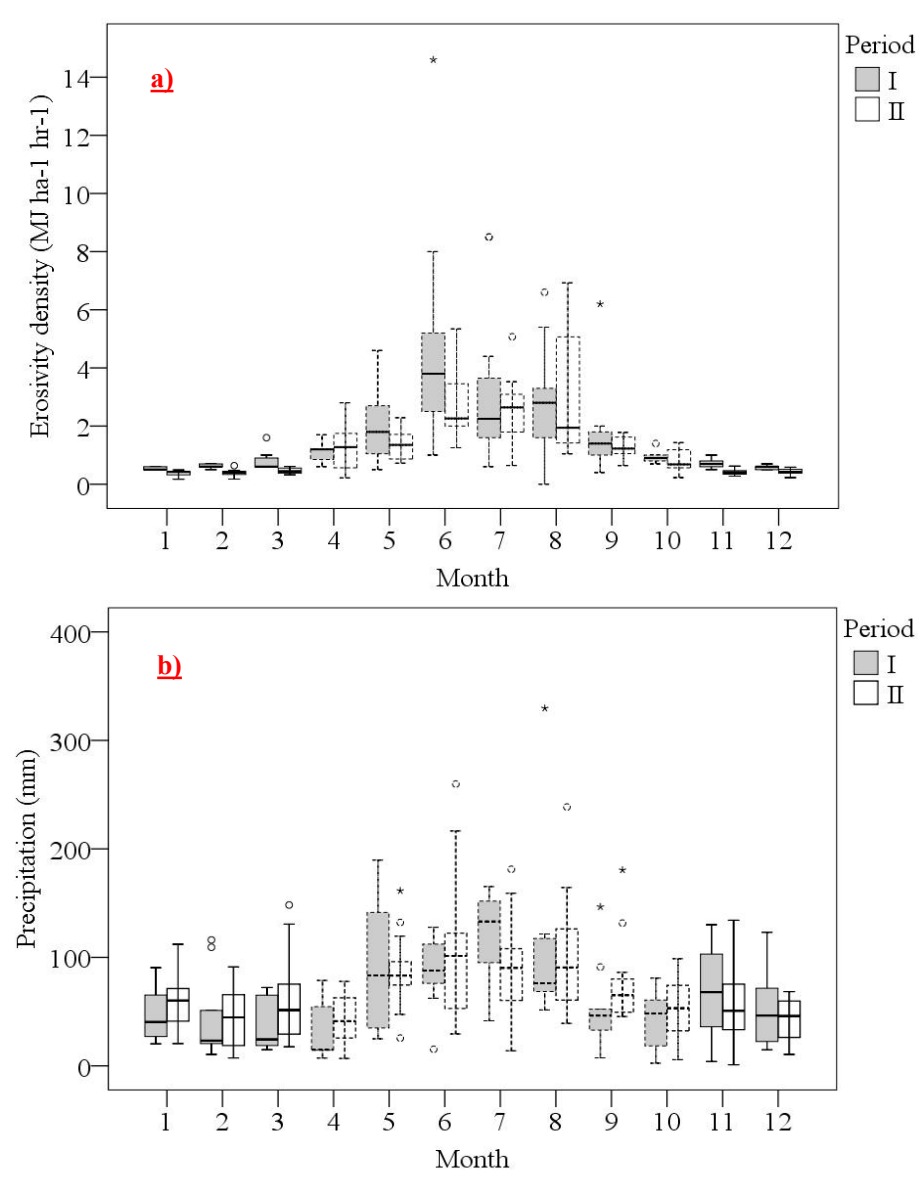 Period
I
II
a)
14
12
10
8
6
4
2
0
Erosivity density (MJ ha-1 hr-1)
1 2 3 4 5 6 7 8 9 10 11 12
Month
Period
I
II
b)
400
300
200
100
0
Precipitation (mm)
1 2 3 4 5 6 7 8 9 10 11 12
Month